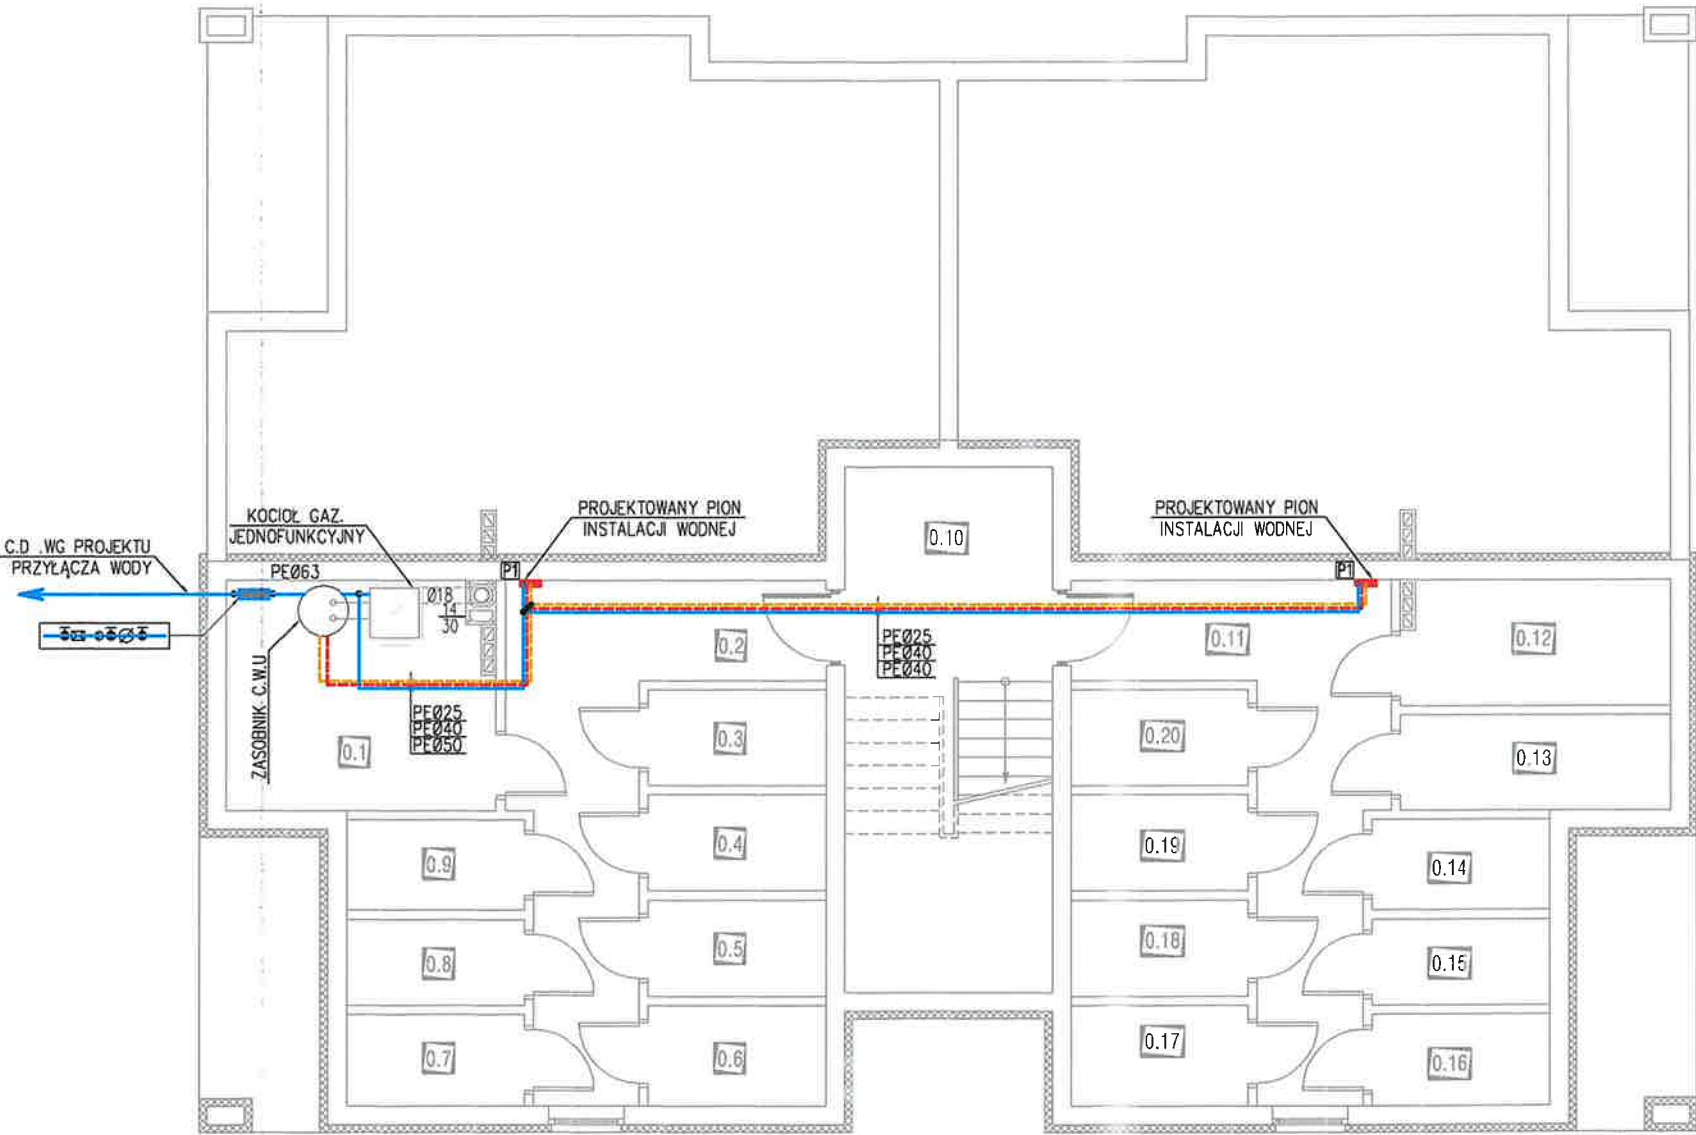 C.D .WG PROJEKTU
PRZYŁĄCZA WODY
KOCIOŁ GAZ.
JEDNOFUNKCYJNY
PROJEKTOWANY PION
INSTALACJI WODNEJ
PROJEKTOWANY PION
INSTALACJI WODNEJ
PEØ63
P1
P1
Ø18
14
30
ZASOBNIK C.W.U
PEØ25
PEØ40
PEØ50
PEØ25
PEØ40
PEØ40
0.10
0.2
0.11
0.12
0.1
0.3
0.20
0.13
0.9
0.4
0.19
0.14
0.8
0.5
0.18
0.15
0.7
0.6
0.17
0.16